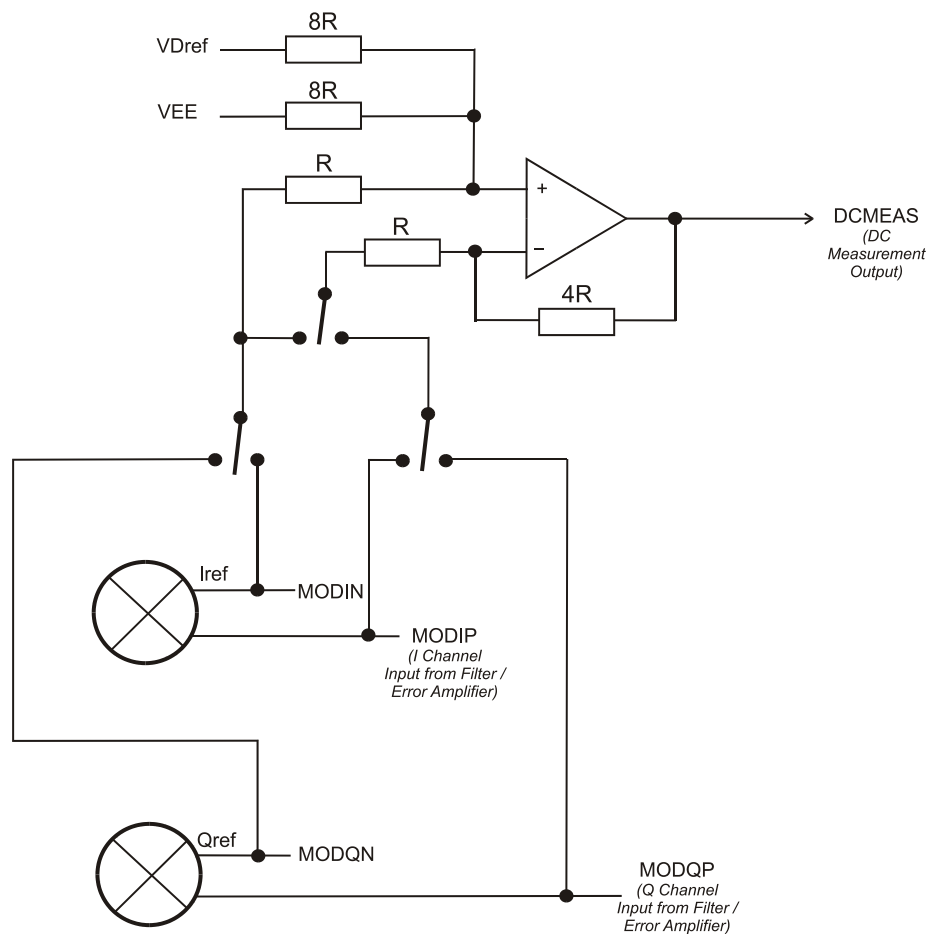 8R
VDref
8R
VEE
R
+
R
−
DCMEAS
(DC
Measurement
Output)
4R
Iref
MODIN
MODIP
(I Channel
Input from Filter /
Error Amplifier)
Qref
MODQN
MODQP
(Q Channel
Input from Filter /
Error Amplifier)